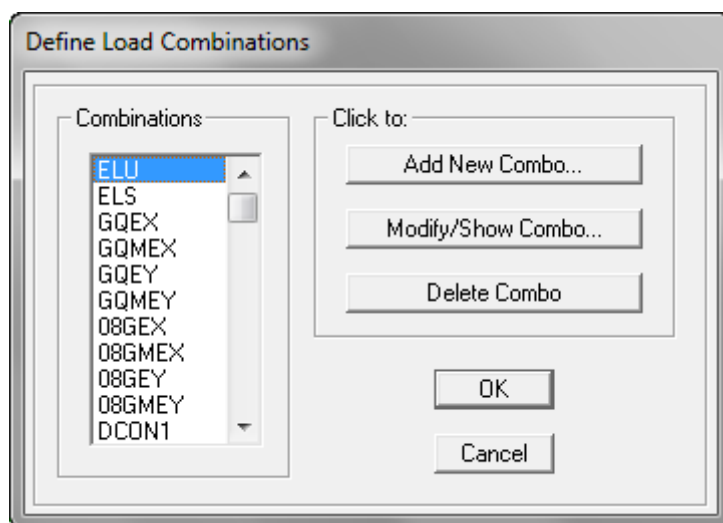 Define Load Combinations
Combinations
ELU
ELS
GQEX
GQMEX
GQEY
GQMEY
08GEX
08GMEX
08GEY
08GMEY
DCON1
Click to:
Add New Combo...
Modify/Show Combo...
Delete Combo
OK
Cancel